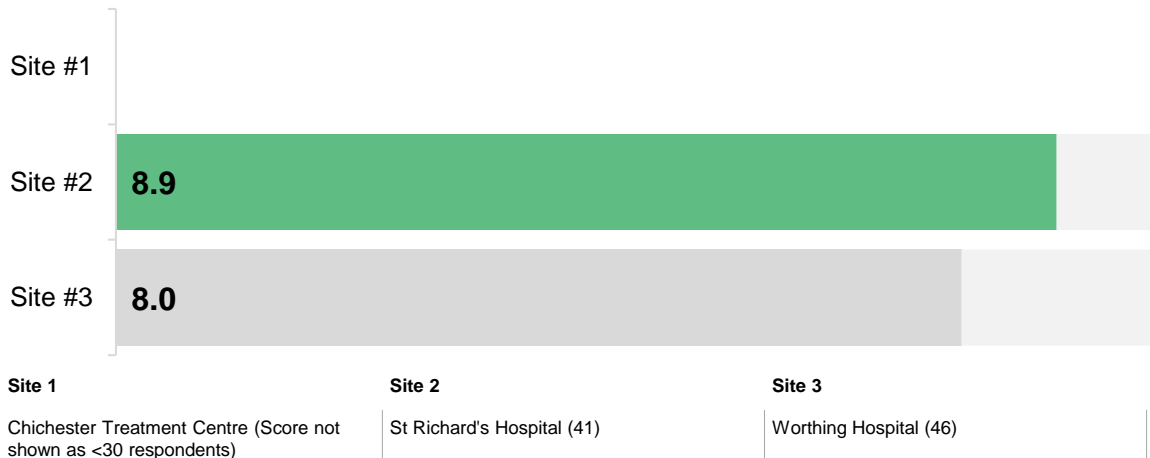 Site #1
Site #2
8.9
Site #3
8.0
Site 1
Site 2
Site 3
Chichester Treatment Centre (Score not
shown as <30 respondents)
St Richard's Hospital (41)
Worthing Hospital (46)